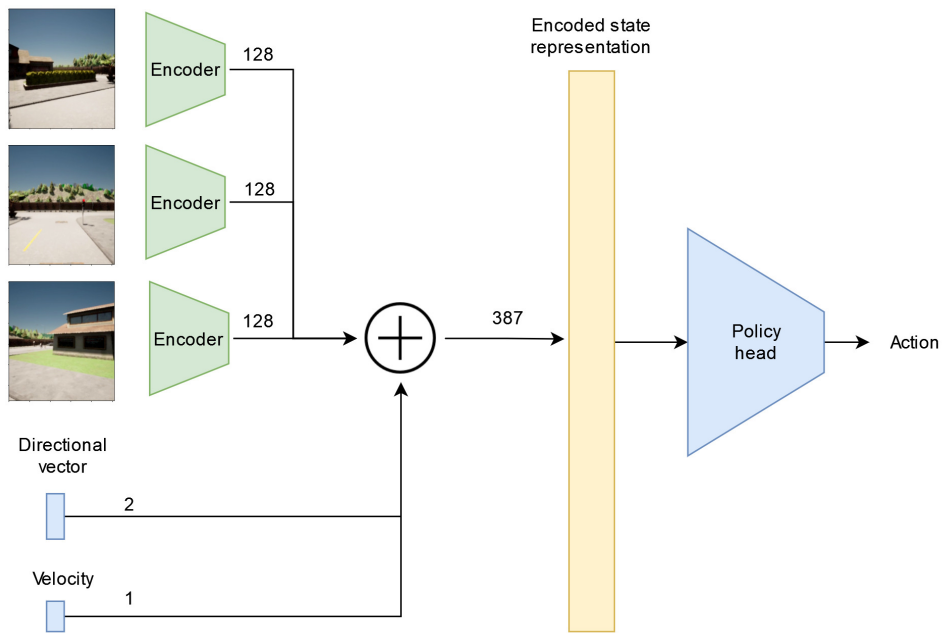 Encoded state
representation
Encoder
128
Encoder
128
Encoder
128
387
Policy
head
Action
Directional
vector
2
Velocity
1